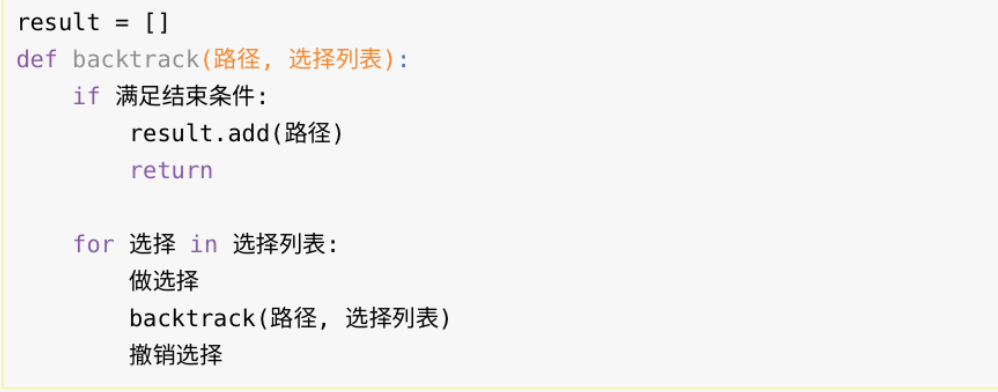 result = []
def backtrack(路径, 选择列表):
    if 满足结束条件:
        result.add(路径)
        return

    for 选择 in 选择列表:
        做选择
        backtrack(路径, 选择列表)
        撤销选择